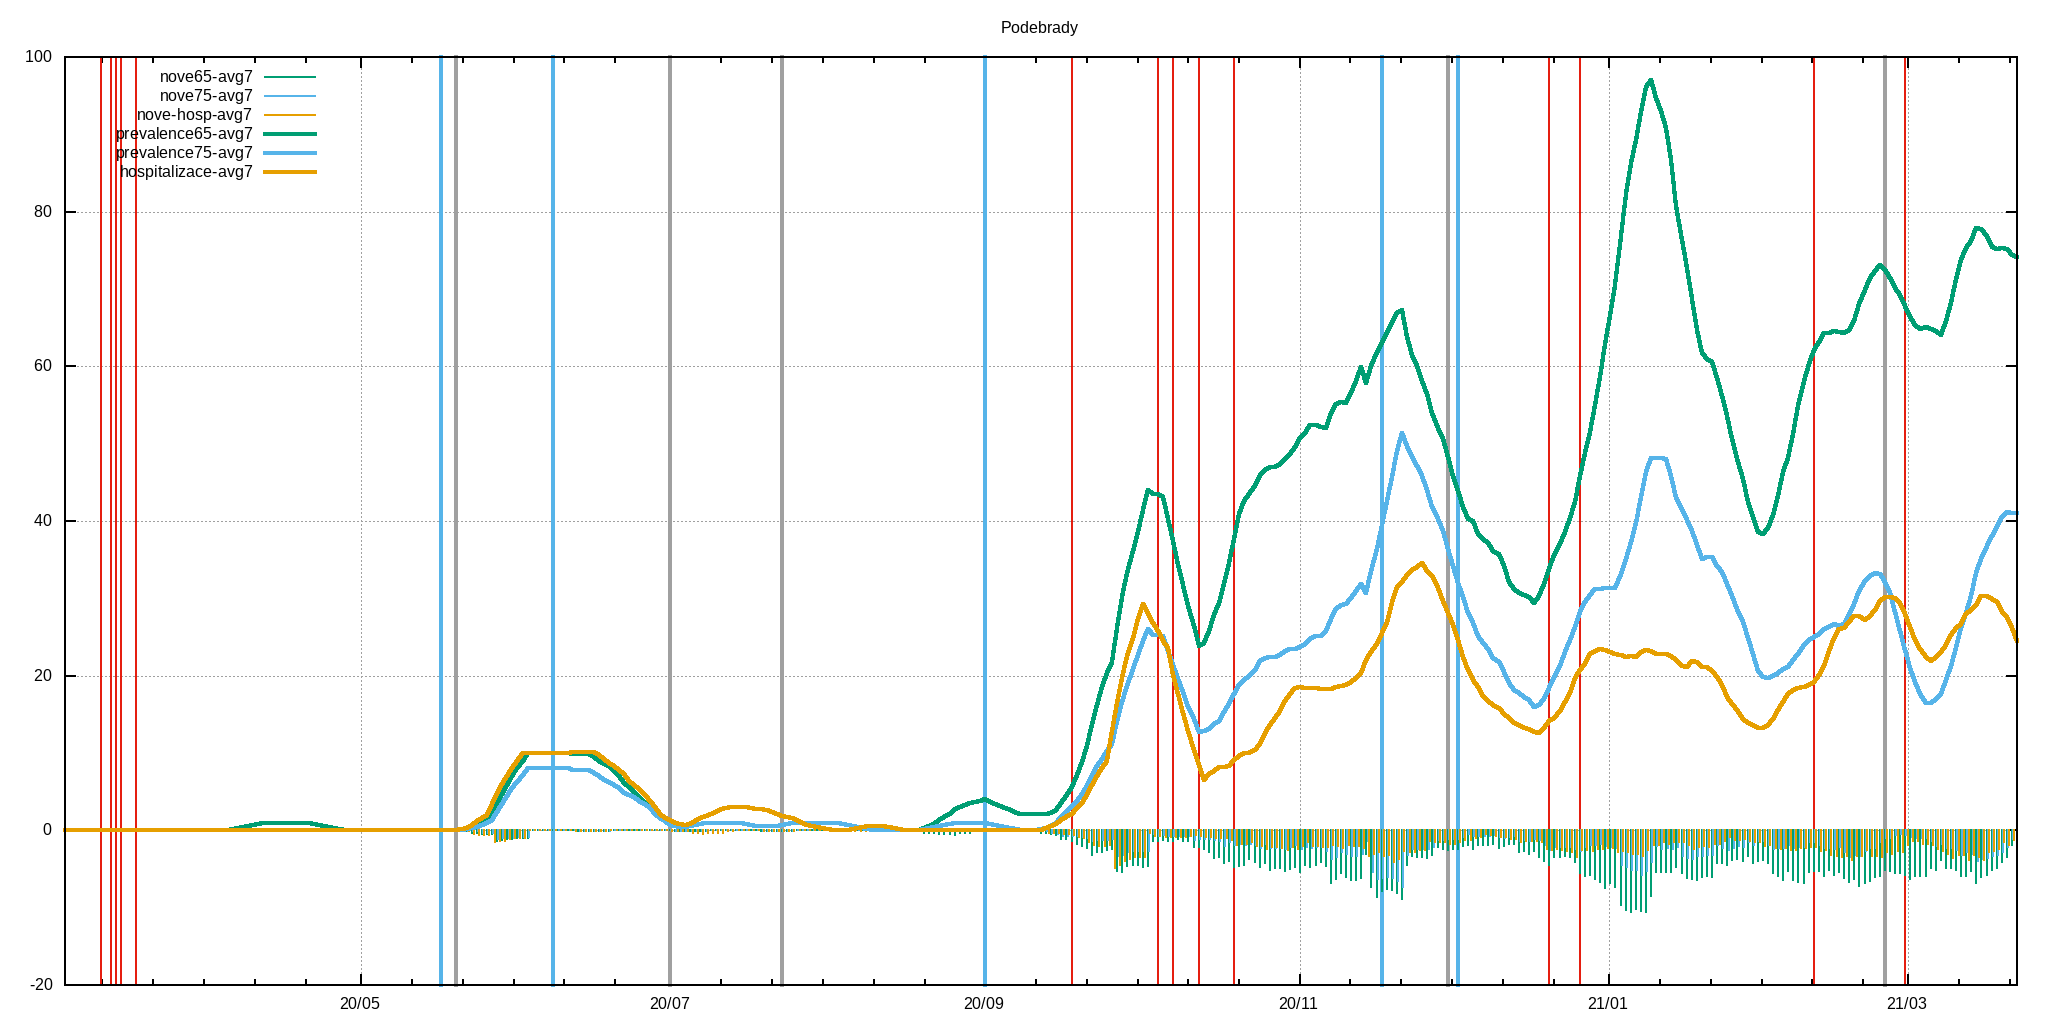 Podebrady
100
80
60
40
20
0
-20
nove65-avg7
nove75-avg7
nove-hosp-avg7
prevalence65-avg7
prevalence75-avg7
hospitalizace-avg7
20/05
20/07
20/09
20/11
21/01
21/03